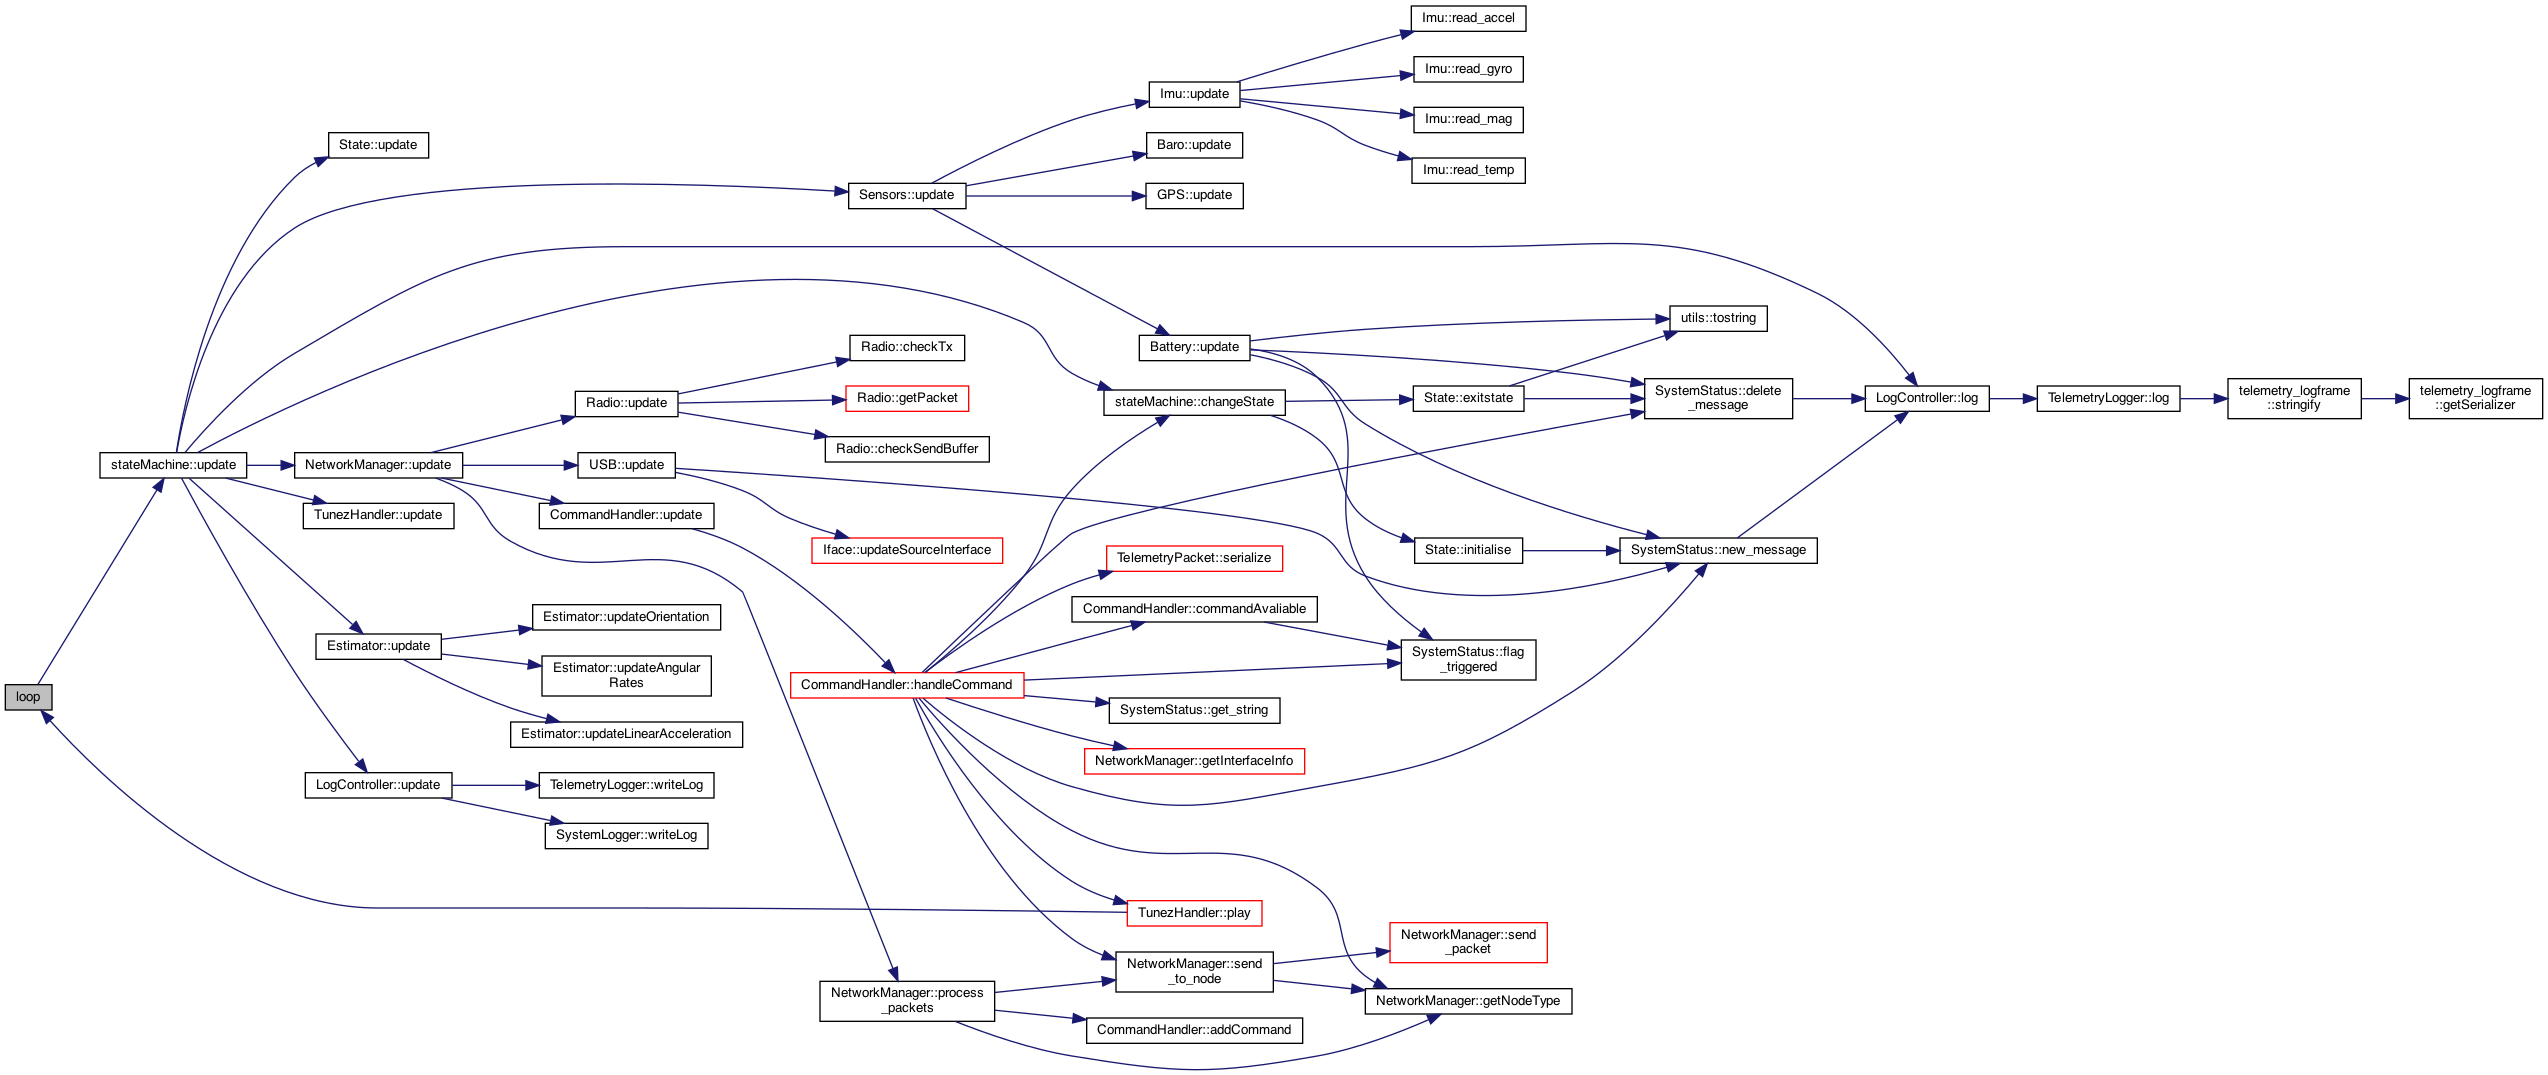 Imu::read_accel
Imu::read_gyro
Imu::update
Imu::read_mag
State::update
Baro::update
Imu::read_temp
Sensors::update
GPS::update
utils::tostring
Radio::checkTx
Battery::update
Radio::update
Radio::getPacket
stateMachine::changeState
State::exitstate
SystemStatus::delete
_message
LogController::log
TelemetryLogger::log
telemetry_logframe
::stringify
telemetry_logframe
::getSerializer
Radio::checkSendBuffer
stateMachine::update
NetworkManager::update
USB::update
TunezHandler::update
CommandHandler::update
Iface::updateSourceInterface
TelemetryPacket::serialize
State::initialise
SystemStatus::new_message
CommandHandler::commandAvaliable
Estimator::updateOrientation
Estimator::update
SystemStatus::flag
_triggered
Estimator::updateAngular
Rates
loop
CommandHandler::handleCommand
SystemStatus::get_string
Estimator::updateLinearAcceleration
NetworkManager::getInterfaceInfo
LogController::update
TelemetryLogger::writeLog
SystemLogger::writeLog
TunezHandler::play
NetworkManager::send
_packet
NetworkManager::send
_to_node
NetworkManager::process
_packets
NetworkManager::getNodeType
CommandHandler::addCommand